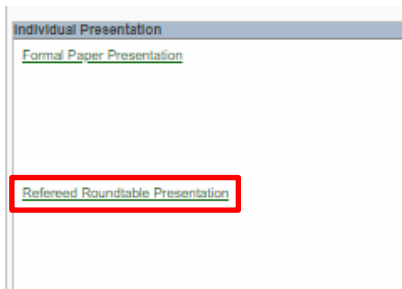 Individual Presentation
Formal Paper Presentation
Refereed Roundtable Presentation